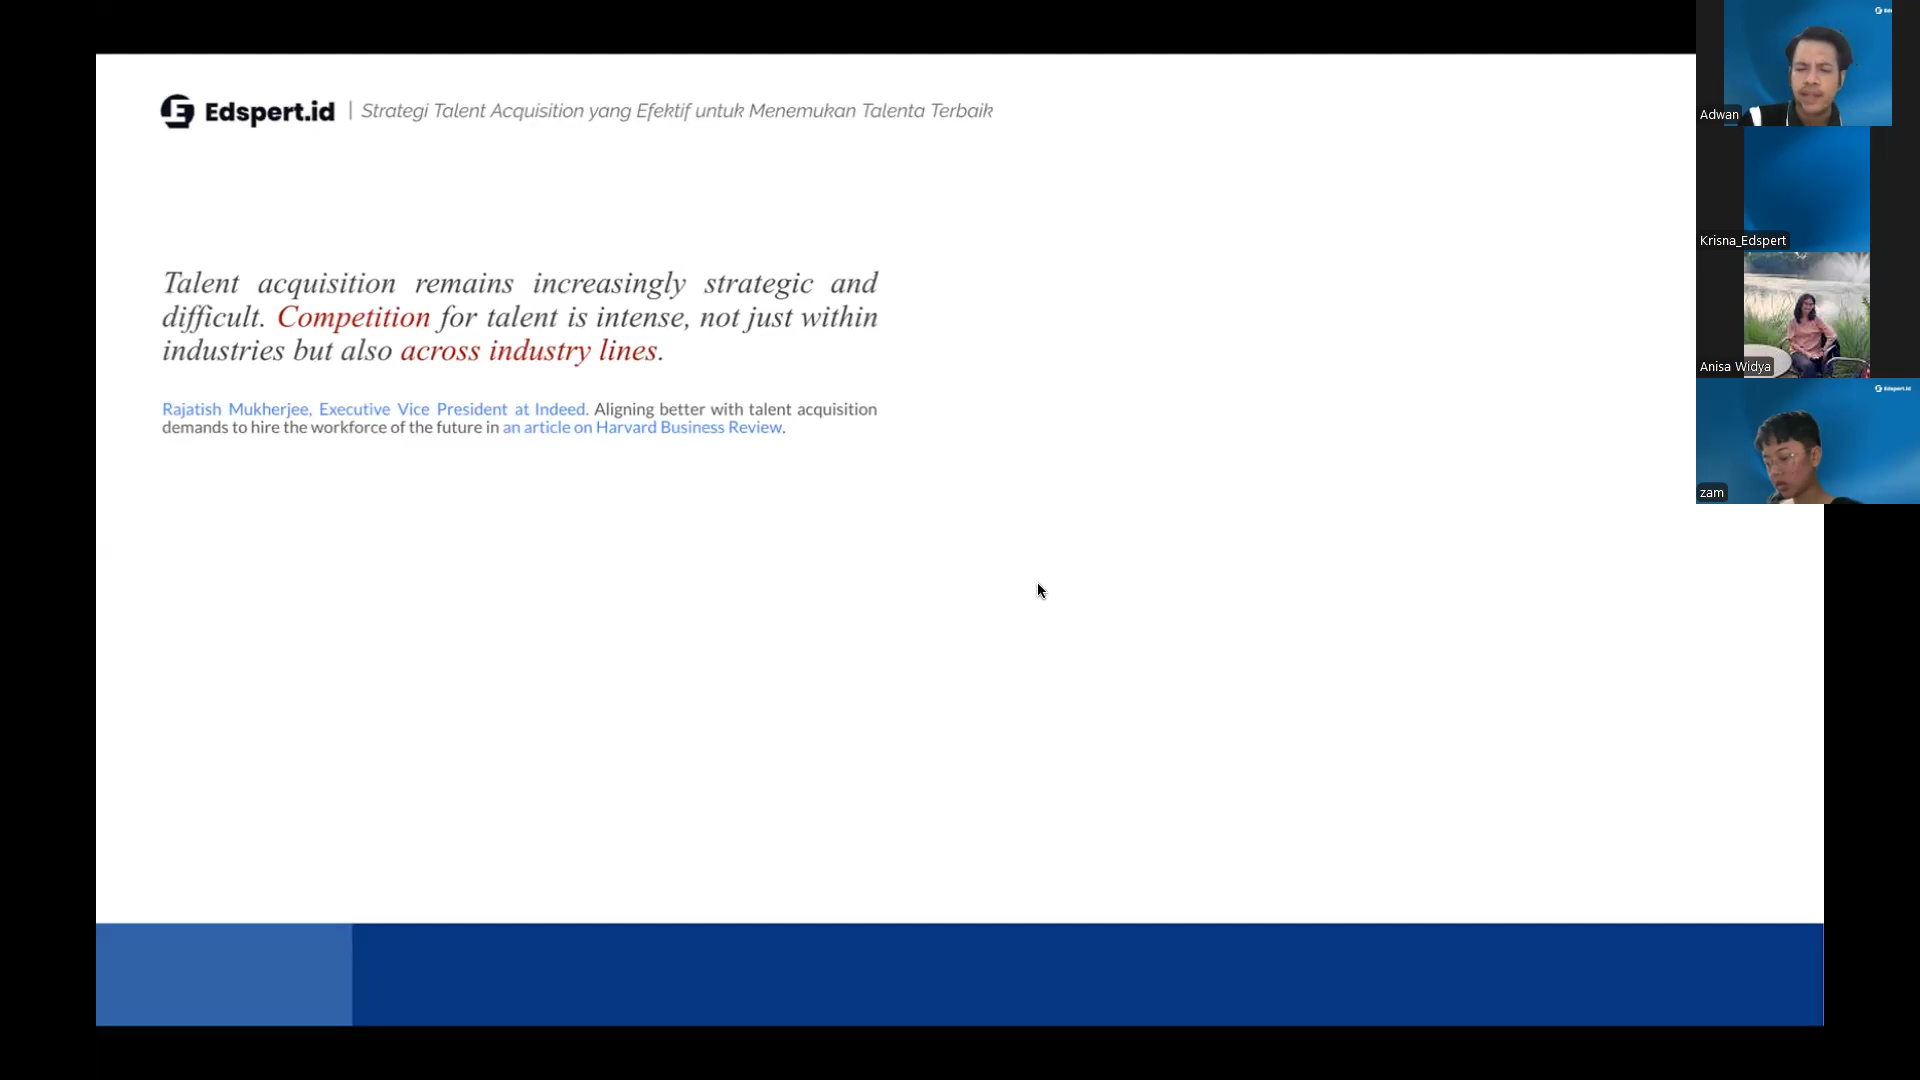 Edspert.id | Strategi Talent Acquisition yang Efektif untuk Menemukan Talenta Terbaik
Talent acquisition remains increasingly strategic and
difficult. Competition for talent is intense, not just within
industries but also across industry lines.
Rajatish Mukherjee, Executive Vice President at Indeed. Aligning better with talent acquisition
demands to hire the workforce of the future in an article on Harvard Business Review.
Adwan
Krisna_Edspert
Anisa Widya
Edspert.id
zam